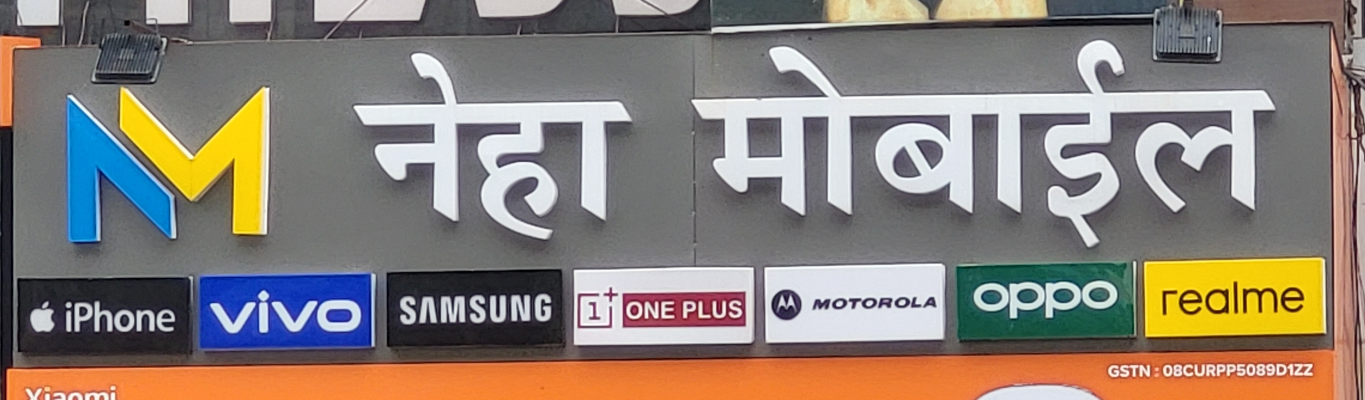 नेहा मोबाईल
iPhone vivo SAMSUNG 1+ ONE PLUS MOTOROLA oppo realme
GSTN : 08CURPP5089D1ZZ
Xiaomi